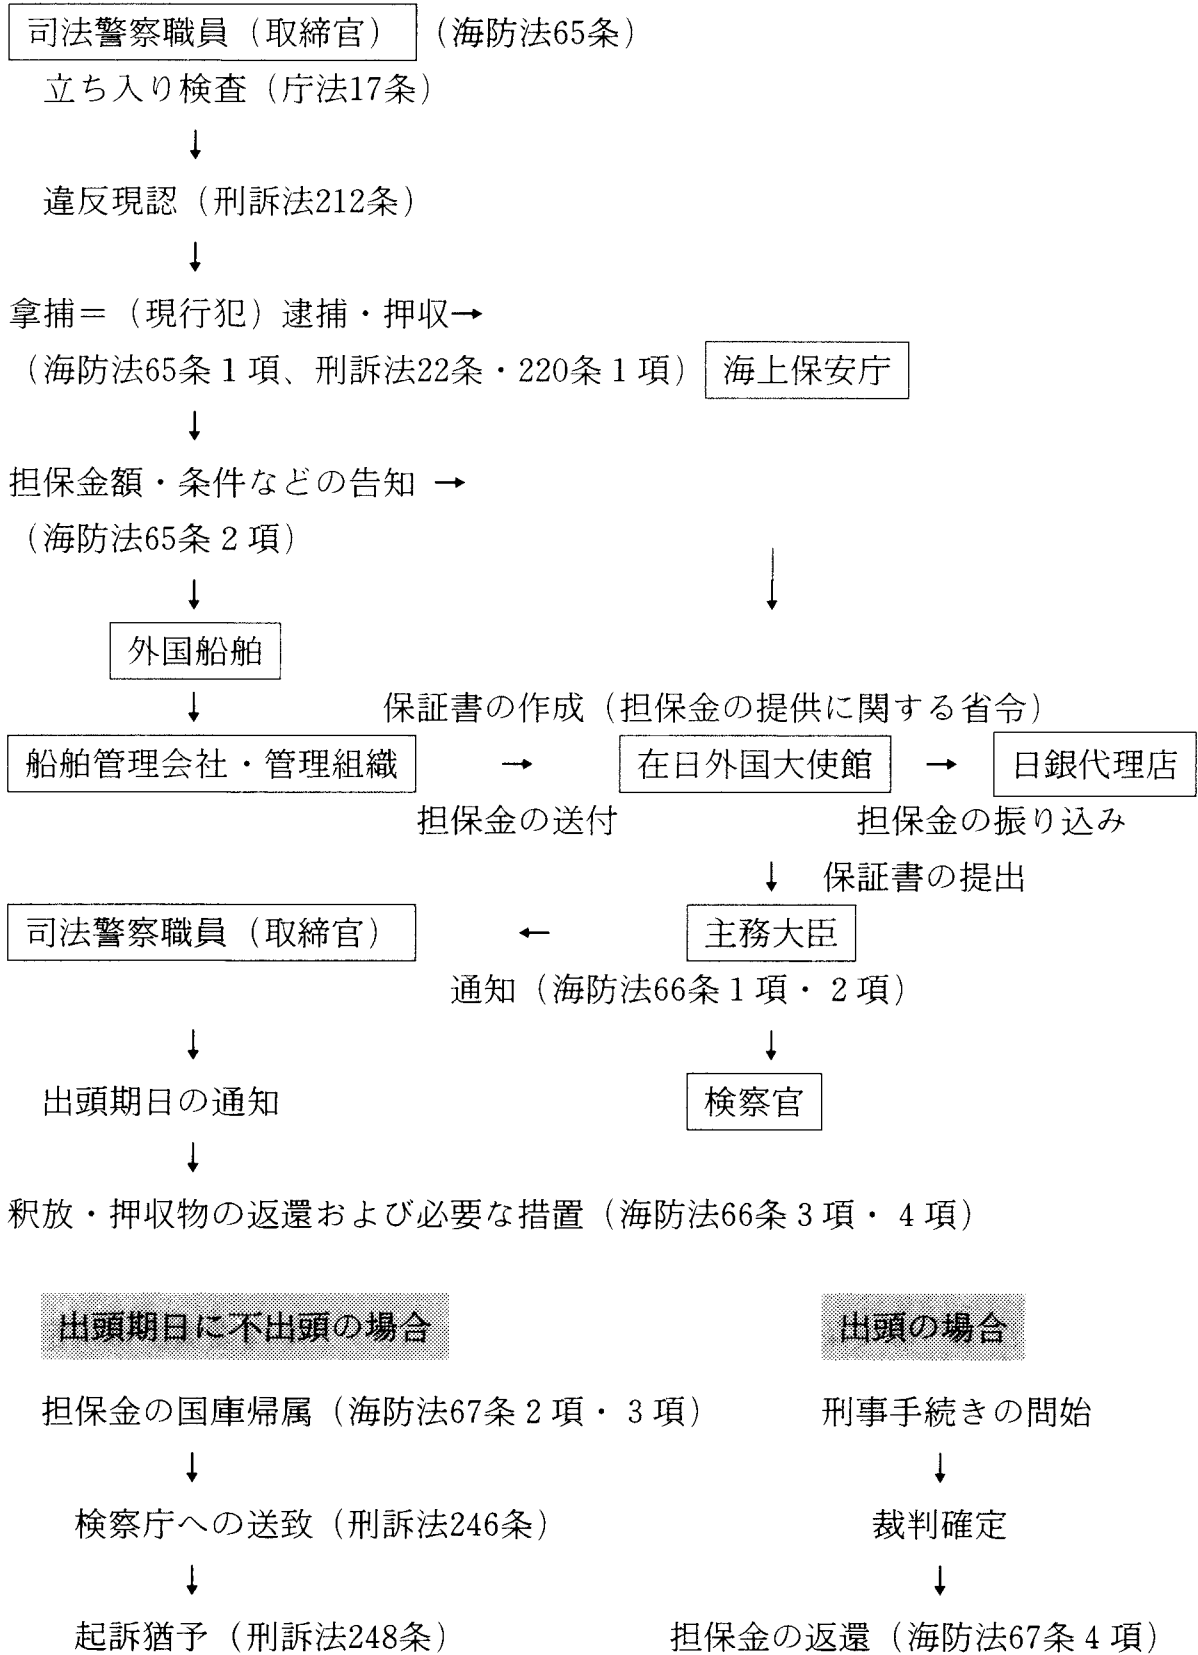 司法警察職員（取締官）（海防法65条）
立ち入り検査（庁法17条）
↓
違反現認（刑訴法212条）
↓
拿捕＝（現行犯）逮捕・押収→
（海防法65条１項、刑訴法22条・220条１項） 海上保安庁
↓
担保金額・条件などの告知 →
（海防法65条２項）
↓ ↓
外国船舶
↓ 保証書の作成（担保金の提供に関する省令）
船舶管理会社・管理組織 → 在日外国大使館 → 日銀代理店
担保金の送付 担保金の振り込み
↓ 保証書の提出
司法警察職員（取締官） ← 主務大臣
通知（海防法66条１項・２項）
↓ ↓
出頭期日の通知 検察官
↓
釈放・押収物の返還および必要な措置（海防法66条３項・４項）
出頭期日に不出頭の場合 出頭の場合
担保金の国庫帰属（海防法67条２項・３項） 刑事手続きの問始
↓ ↓
検察庁への送致（刑訴法246条） 裁判確定
↓ ↓
起訴猶予（刑訴法248条） 担保金の返還（海防法67条４項）